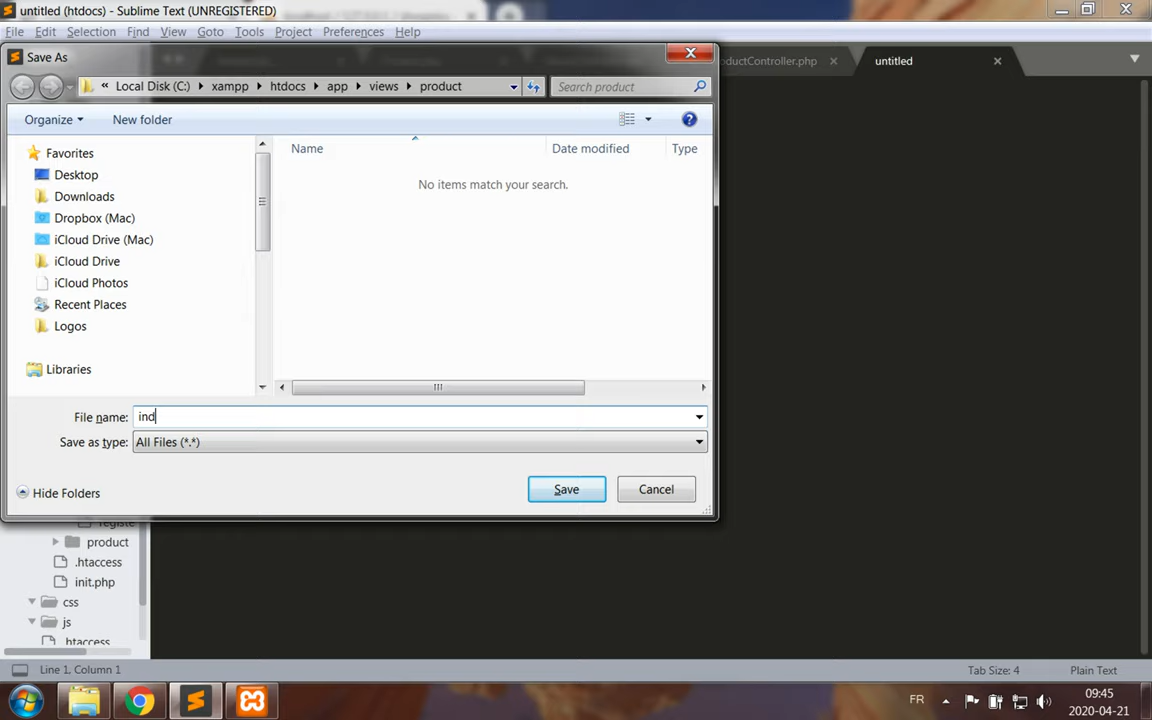 untitled (htdocs) - Sublime Text (UNREGISTERED)
File Edit Selection Find View Goto Tools Project Preferences Help
Save As
oductController.php
untitled
« Local Disk (C:) xampp htdocs app views product
Search product
Organize New folder
Name Date modified Type
No items match your search.
Favorites
Desktop
Downloads
Dropbox (Mac)
iCloud Drive (Mac)
iCloud Drive
iCloud Photos
Recent Places
Logos
Libraries
File name: ind
Save as type: All Files (*.*)
Hide Folders
Save Cancel
registe
product
.htaccess
init.php
css
js
htaccess
Line 1, Column 1
Tab Size: 4 Plain Text
FR
09:45
2020-04-21